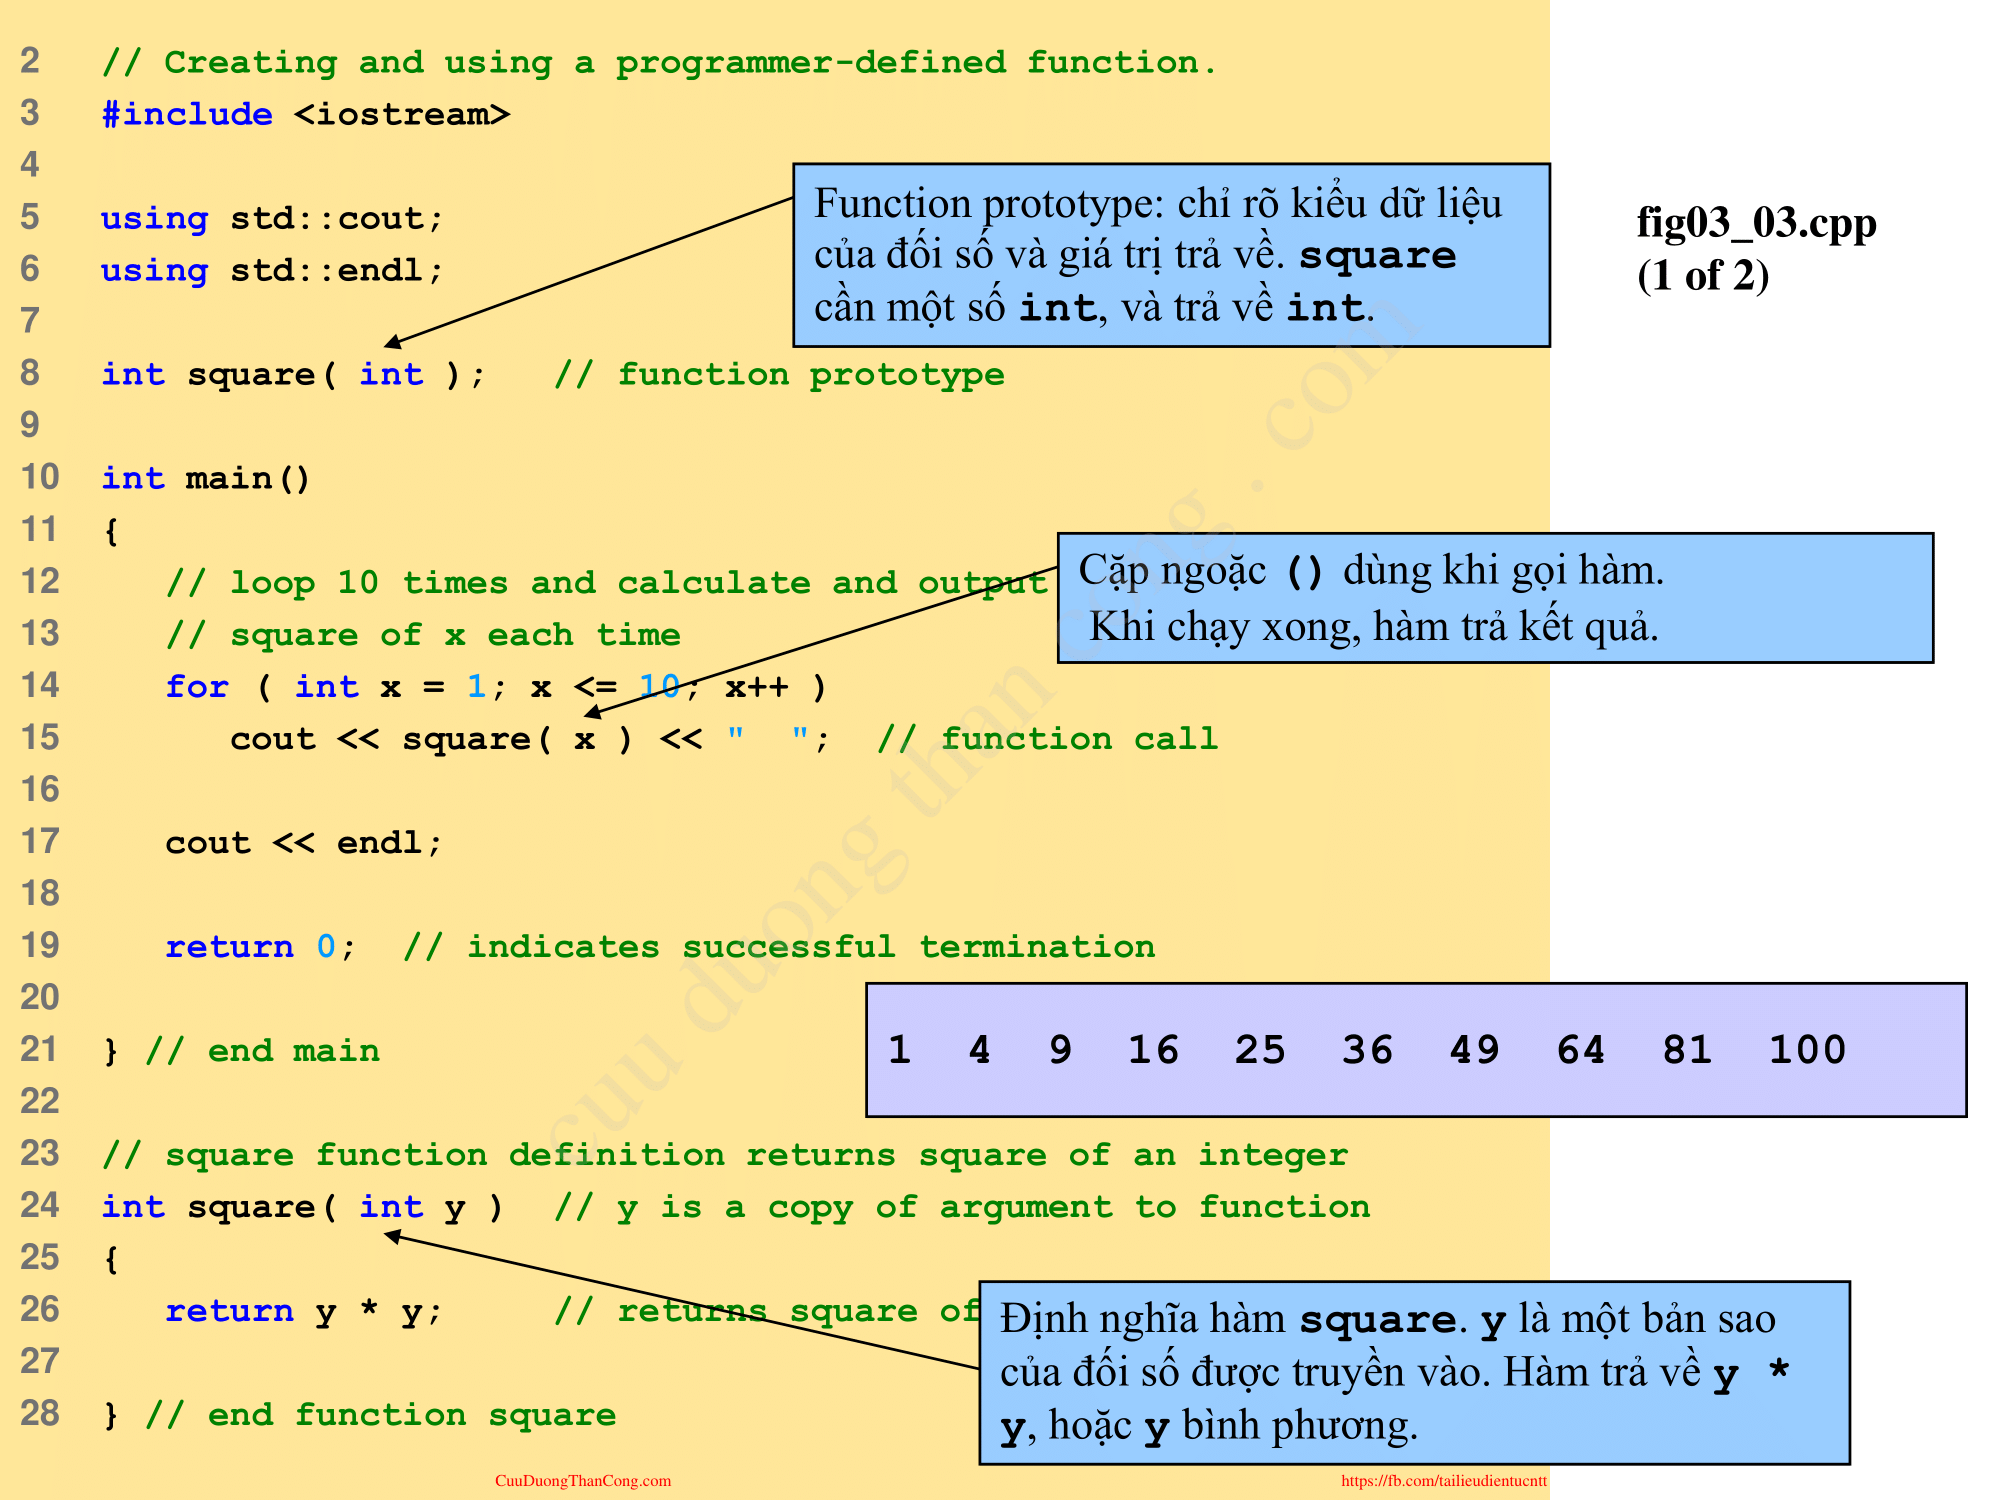 2 // Creating and using a programmer-defined function.
3 #include <iostream>
4
5 using std::cout;
6 using std::endl;
7
8 int square( int ); // function prototype
9
10 int main()
11 {
12 // loop 10 times and calculate and output
13 // square of x each time
14 for ( int x = 1; x <= 10; x++ )
15 cout << square( x ) << "  "; // function call
16
17 cout << endl;
18
19 return 0; // indicates successful termination
20
21 } // end main
22
23 // square function definition returns square of an integer
24 int square( int y ) // y is a copy of argument to function
25 {
26 return y * y; // returns square of
27
28 } // end function square
Function prototype: chỉ rõ kiểu dữ liệu
của đối số và giá trị trả về. square
cần một số int, và trả về int.
fig03_03.cpp
(1 of 2)
Cặp ngoặc () dùng khi gọi hàm.
Khi chạy xong, hàm trả kết quả.
1 4 9 16 25 36 49 64 81 100
Định nghĩa hàm square. y là một bản sao
của đối số được truyền vào. Hàm trả về y *
y, hoặc y bình phương.
cuu duong than cong . com
CuuDuongThanCong.com
https://fb.com/tailieudientucntt